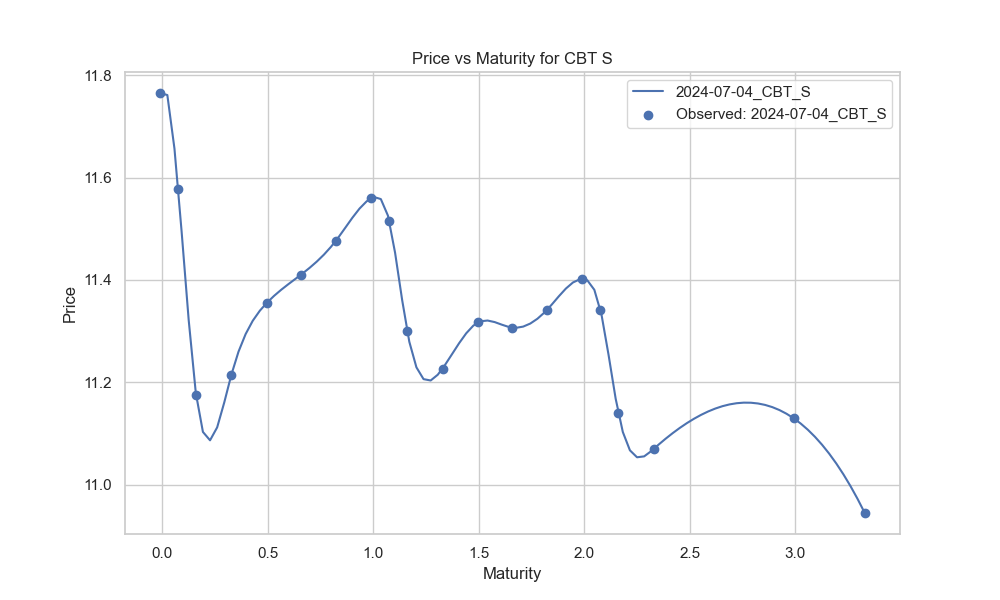 Price vs Maturity for CBT S
2024-07-04_CBT_S
Observed: 2024-07-04_CBT_S
Price
11.8
11.6
11.4
11.2
11.0
0.0 0.5 1.0 1.5 2.0 2.5 3.0
Maturity